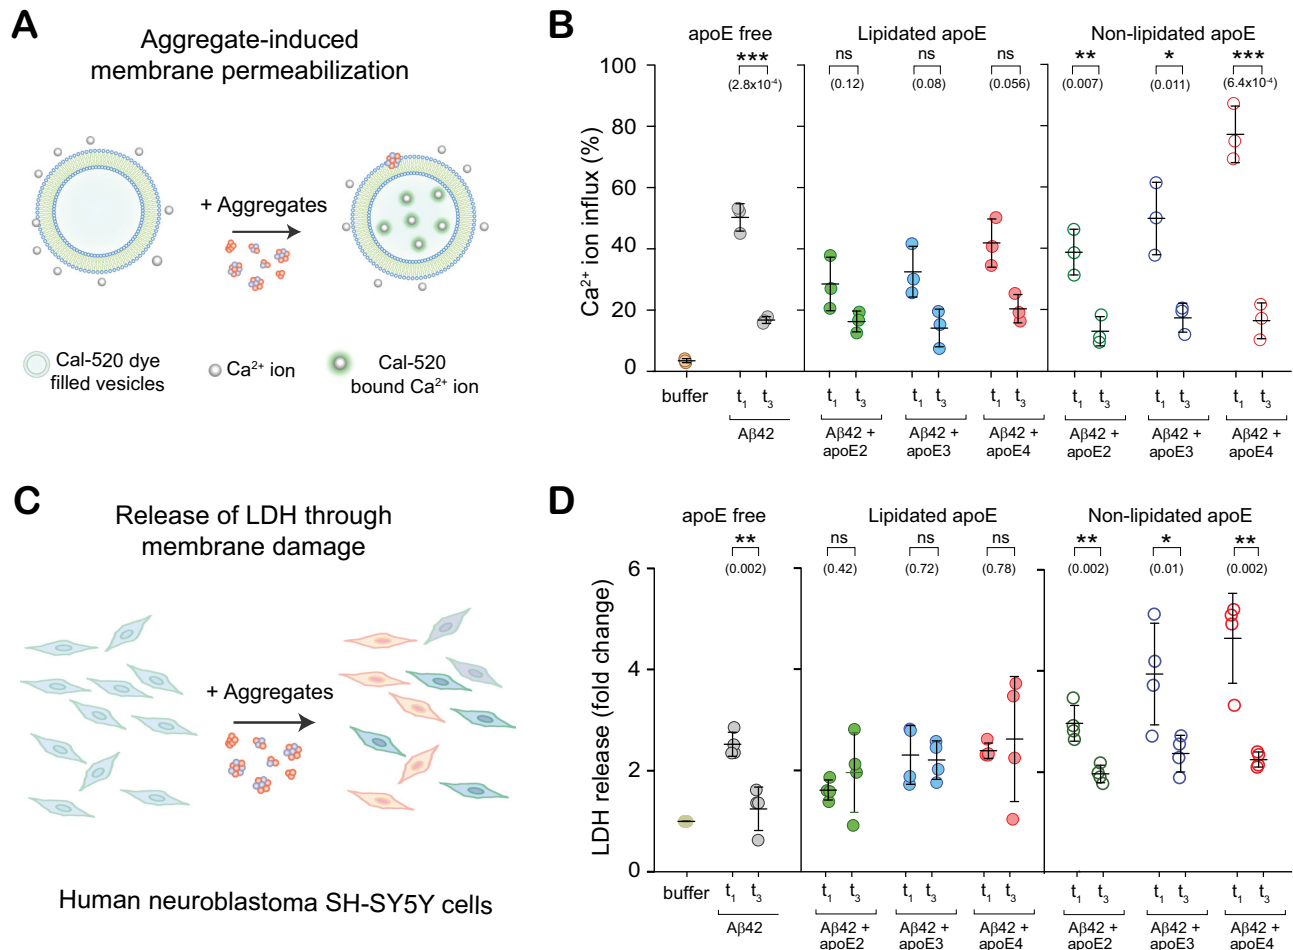 A
Aggregate-induced
membrane permeabilization
+ Aggregates
Cal-520 dye
filled vesicles
Ca²⁺ ion
Cal-520
bound Ca²⁺ ion
B
apoE free
Lipidated apoE
Non-lipidated apoE
*** ns ns ns ** * ***
(2.8x10⁻⁴) (0.12) (0.08) (0.056) (0.007) (0.011) (6.4x10⁻⁴)
Ca²⁺ ion influx (%)
100
80
60
40
20
0
buffer
t₁ t₃ t₁ t₃ t₁ t₃ t₁ t₃ t₁ t₃ t₁ t₃ t₁ t₃
Aβ42
Aβ42 +
apoE2
Aβ42 +
apoE3
Aβ42 +
apoE4
Aβ42 +
apoE2
Aβ42 +
apoE3
Aβ42 +
apoE4
C
Release of LDH through
membrane damage
+ Aggregates
Human neuroblastoma SH-SY5Y cells
D
apoE free
Lipidated apoE
Non-lipidated apoE
** ns ns ns ** * **
(0.002) (0.42) (0.72) (0.78) (0.002) (0.01) (0.002)
LDH release (fold change)
6
4
2
0
buffer
t₁ t₃ t₁ t₃ t₁ t₃ t₁ t₃ t₁ t₃ t₁ t₃ t₁ t₃
Aβ42
Aβ42 +
apoE2
Aβ42 +
apoE3
Aβ42 +
apoE4
Aβ42 +
apoE2
Aβ42 +
apoE3
Aβ42 +
apoE4